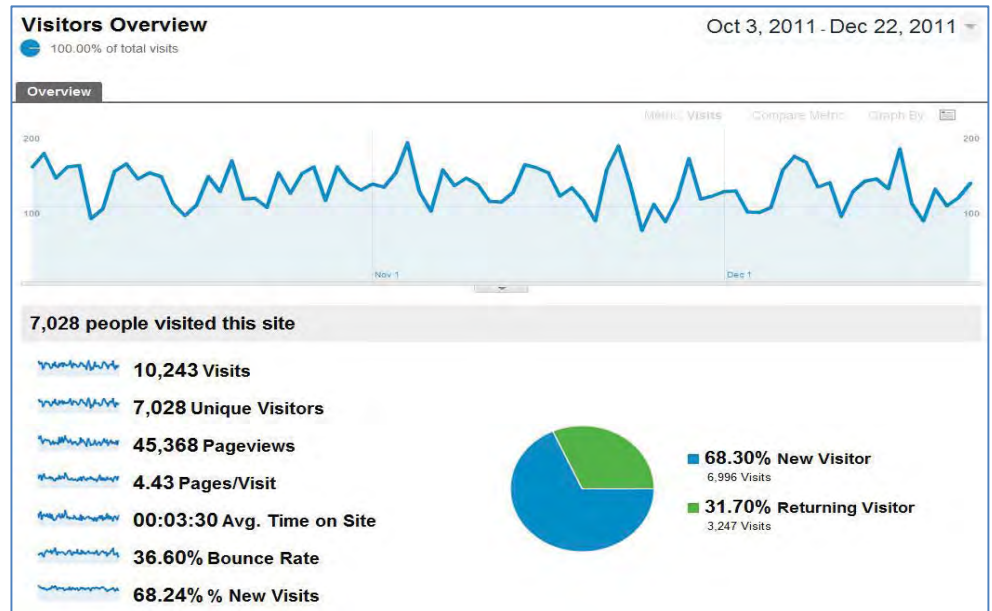 Visitors Overview
Oct 3, 2011 - Dec 22, 2011
100.00% of total visits
Overview
Metric: Visits Compare Metric Graph By:
200 200
100 100
Nov 1 Dec 1
7,028 people visited this site
10,243 Visits
7,028 Unique Visitors
45,368 Pageviews
4.43 Pages/Visit
00:03:30 Avg. Time on Site
36.60% Bounce Rate
68.24% % New Visits
68.30% New Visitor
6,996 Visits
31.70% Returning Visitor
3,247 Visits